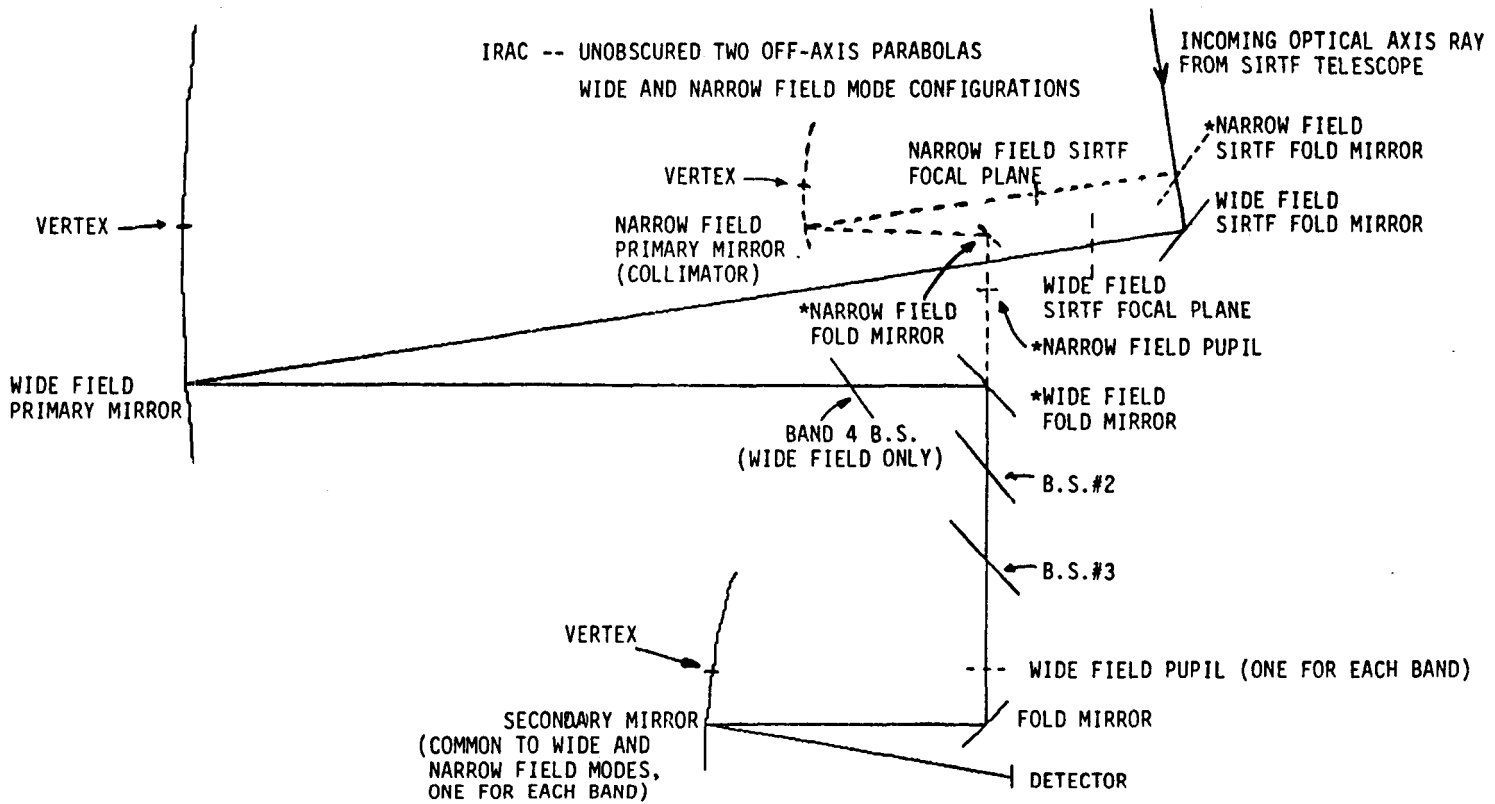 IRAC -- UNOBSCURED TWO OFF-AXIS PARABOLAS
WIDE AND NARROW FIELD MODE CONFIGURATIONS
INCOMING OPTICAL AXIS RAY
FROM SIRTF TELESCOPE
*NARROW FIELD
SIRTF FOLD MIRROR
NARROW FIELD SIRTF
FOCAL PLANE
VERTEX
WIDE FIELD
SIRTF FOLD MIRROR
VERTEX
NARROW FIELD
PRIMARY MIRROR
(COLLIMATOR)
WIDE FIELD
SIRTF FOCAL PLANE
*NARROW FIELD
FOLD MIRROR
*NARROW FIELD PUPIL
WIDE FIELD
PRIMARY MIRROR
*WIDE FIELD
FOLD MIRROR
BAND 4 B.S.
(WIDE FIELD ONLY)
B.S.#2
B.S.#3
VERTEX
WIDE FIELD PUPIL (ONE FOR EACH BAND)
SECONDARY MIRROR
(COMMON TO WIDE AND
NARROW FIELD MODES,
ONE FOR EACH BAND)
FOLD MIRROR
DETECTOR